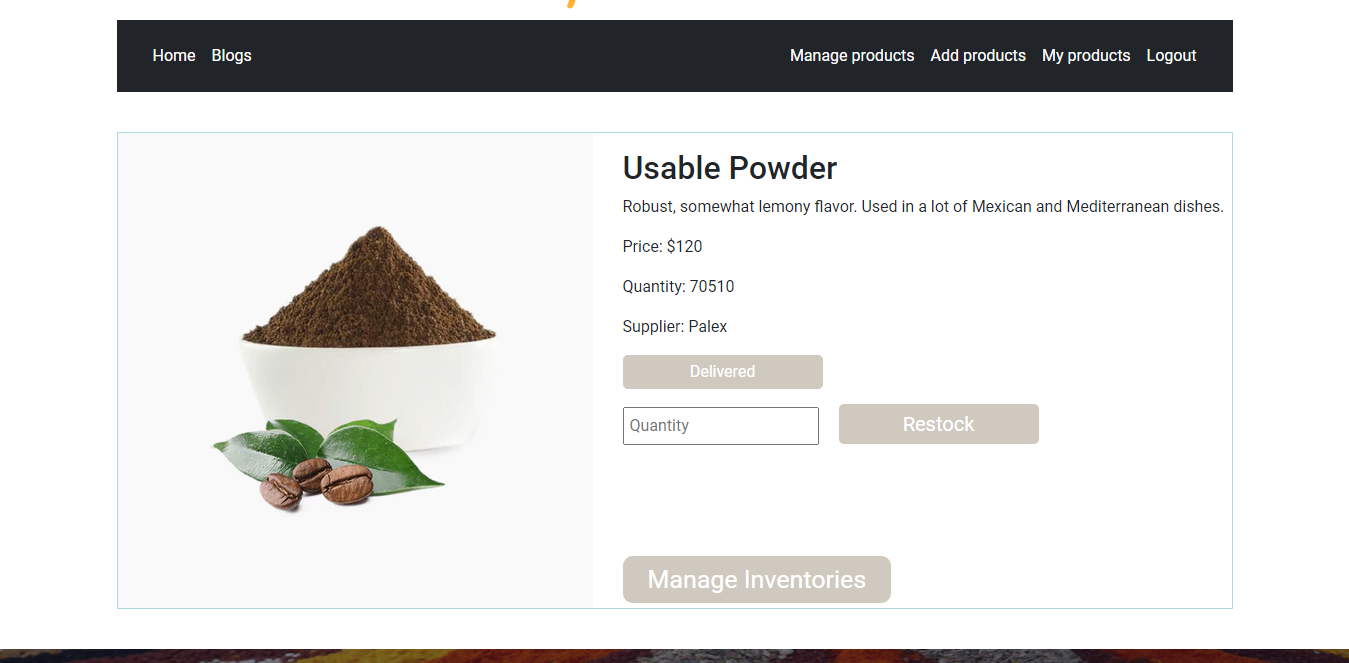 Home Blogs Manage products Add products My products Logout
Usable Powder
Robust, somewhat lemony flavor. Used in a lot of Mexican and Mediterranean dishes.
Price: $120
Quantity: 70510
Supplier: Palex
Delivered
Quantity Restock
Manage Inventories